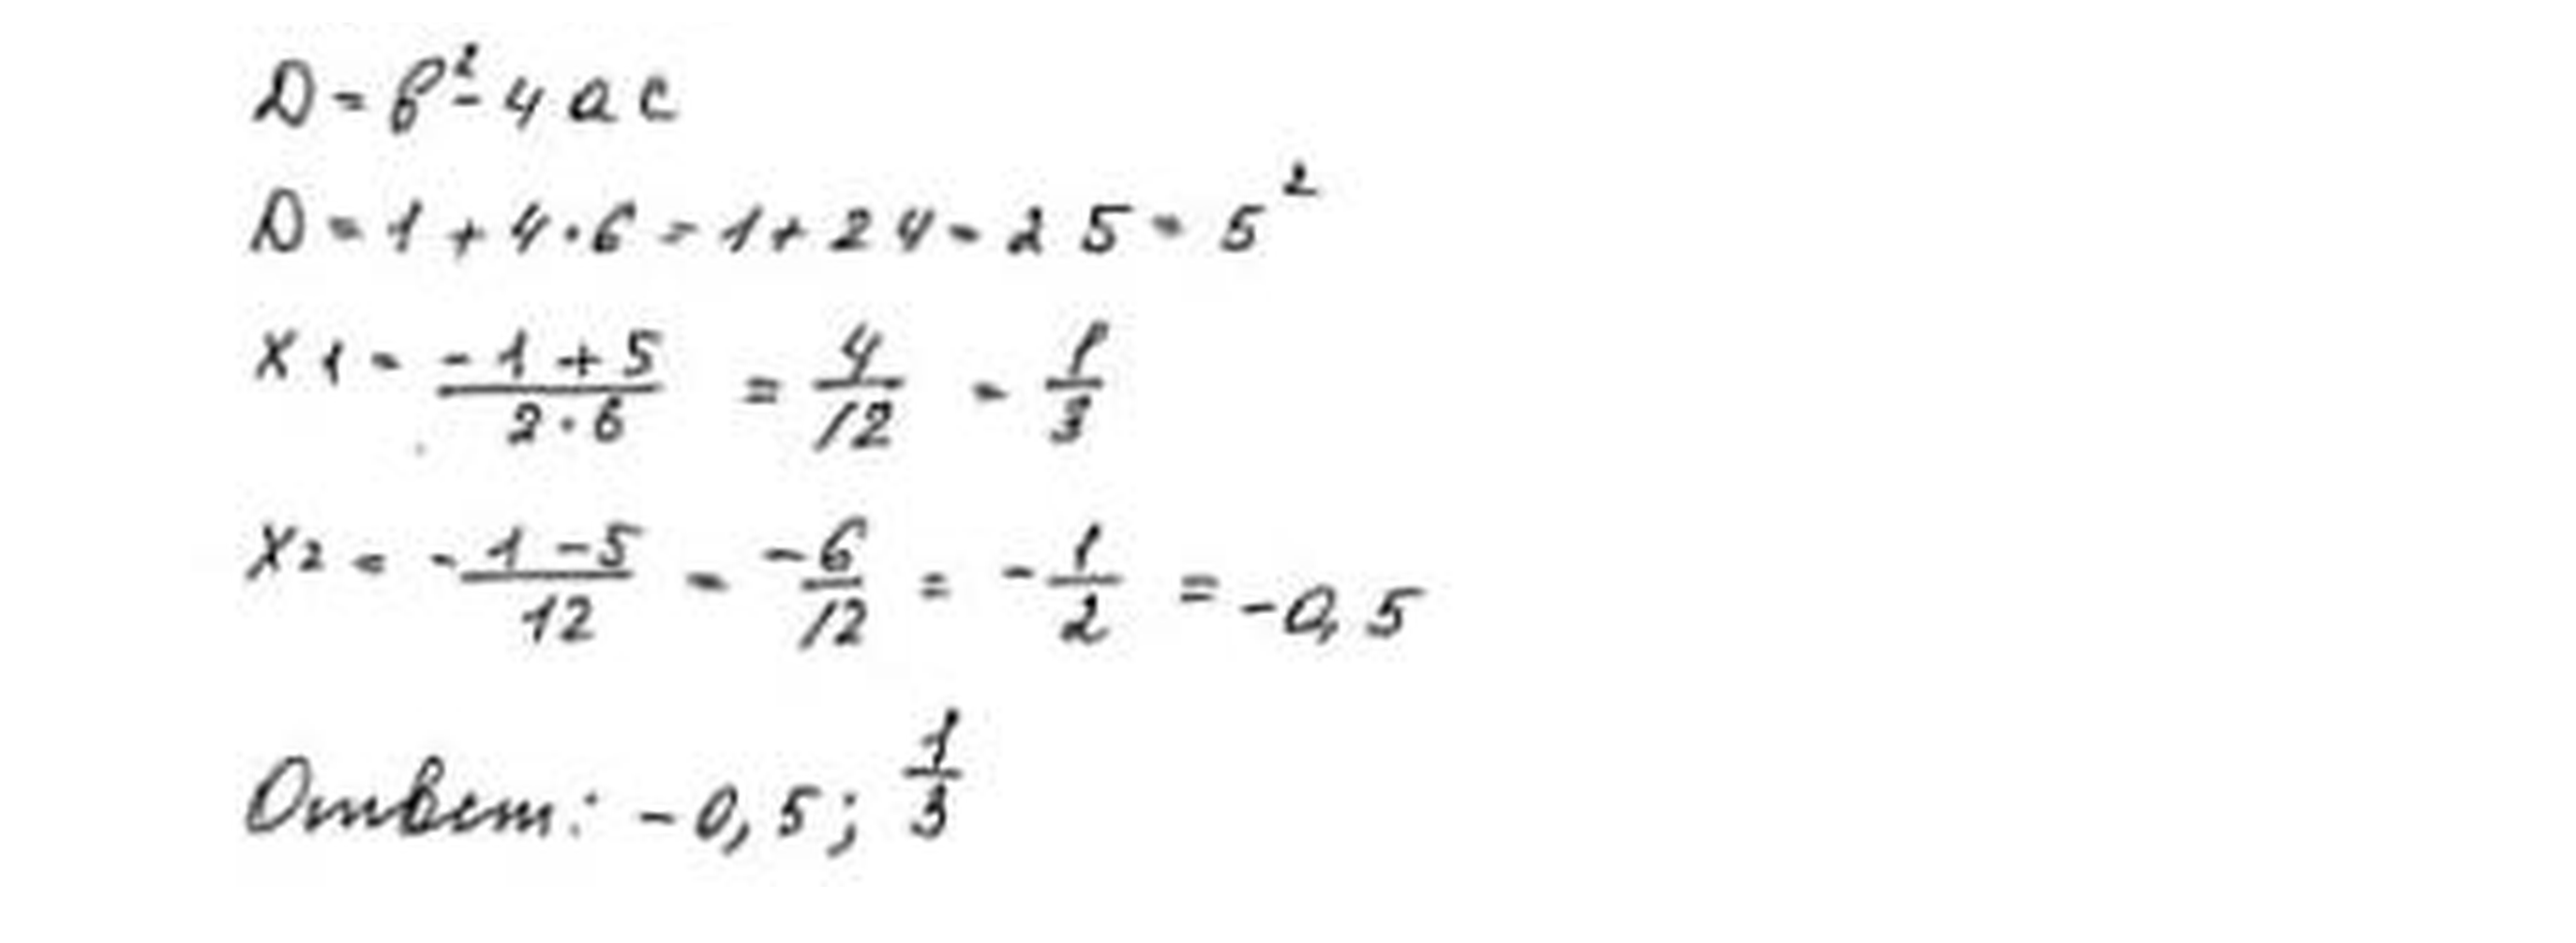 D = b² - 4ac
D = 1 + 4·6 = 1 + 24 = 25 = 5²
x1 = (-1 + 5)/(2·6) = 4/12 = 1/3
x2 = (-1 - 5)/12 = -6/12 = -1/2 = -0,5
Ответ: -0,5; 1/3